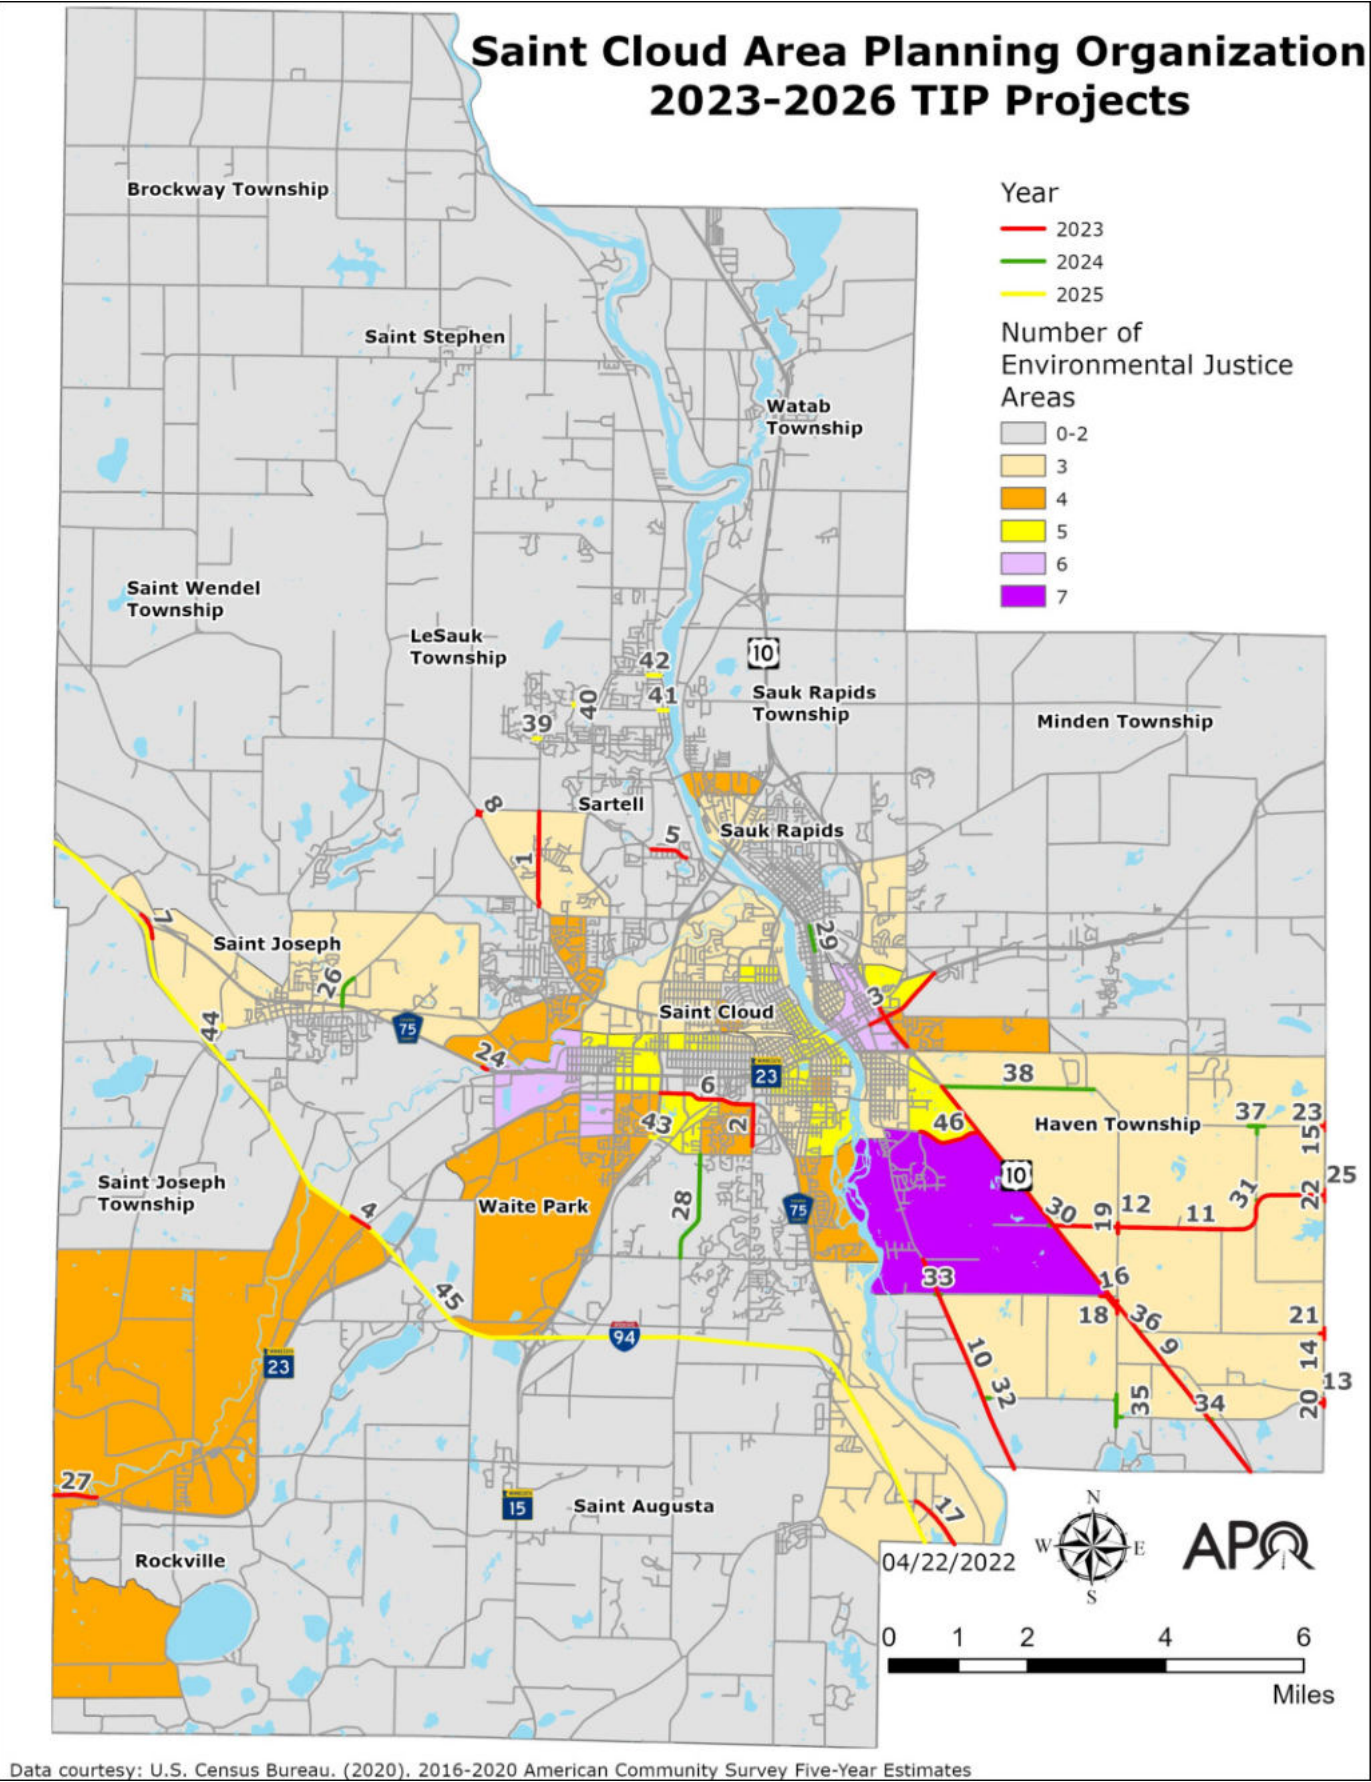 Saint Cloud Area Planning Organization
2023-2026 TIP Projects
Year
2023
2024
2025
Number of
Environmental Justice
Areas
0-2
3
4
5
6
7
Brockway Township
Saint Stephen
Watab
Township
Saint Wendel
Township
LeSauk
Township
42
10
41
40
39
Sauk Rapids
Township
Minden Township
8
Sartell
5
Sauk Rapids
1
7
Saint Joseph
29
26
3
44
75
Saint Cloud
24
23
38
6
43
2
46
Haven Township
37
23
15
10
25
Saint Joseph
Township
4
Waite Park
28
75
30
19
12
11
31
22
33
16
45
18
36
21
94
9
10
14
23
13
32
35
34
20
27
15
Saint Augusta
17
N
W
E
S
APO
Rockville
04/22/2022
0
1
2
4
6
Miles
Data courtesy: U.S. Census Bureau. (2020). 2016-2020 American Community Survey Five-Year Estimates